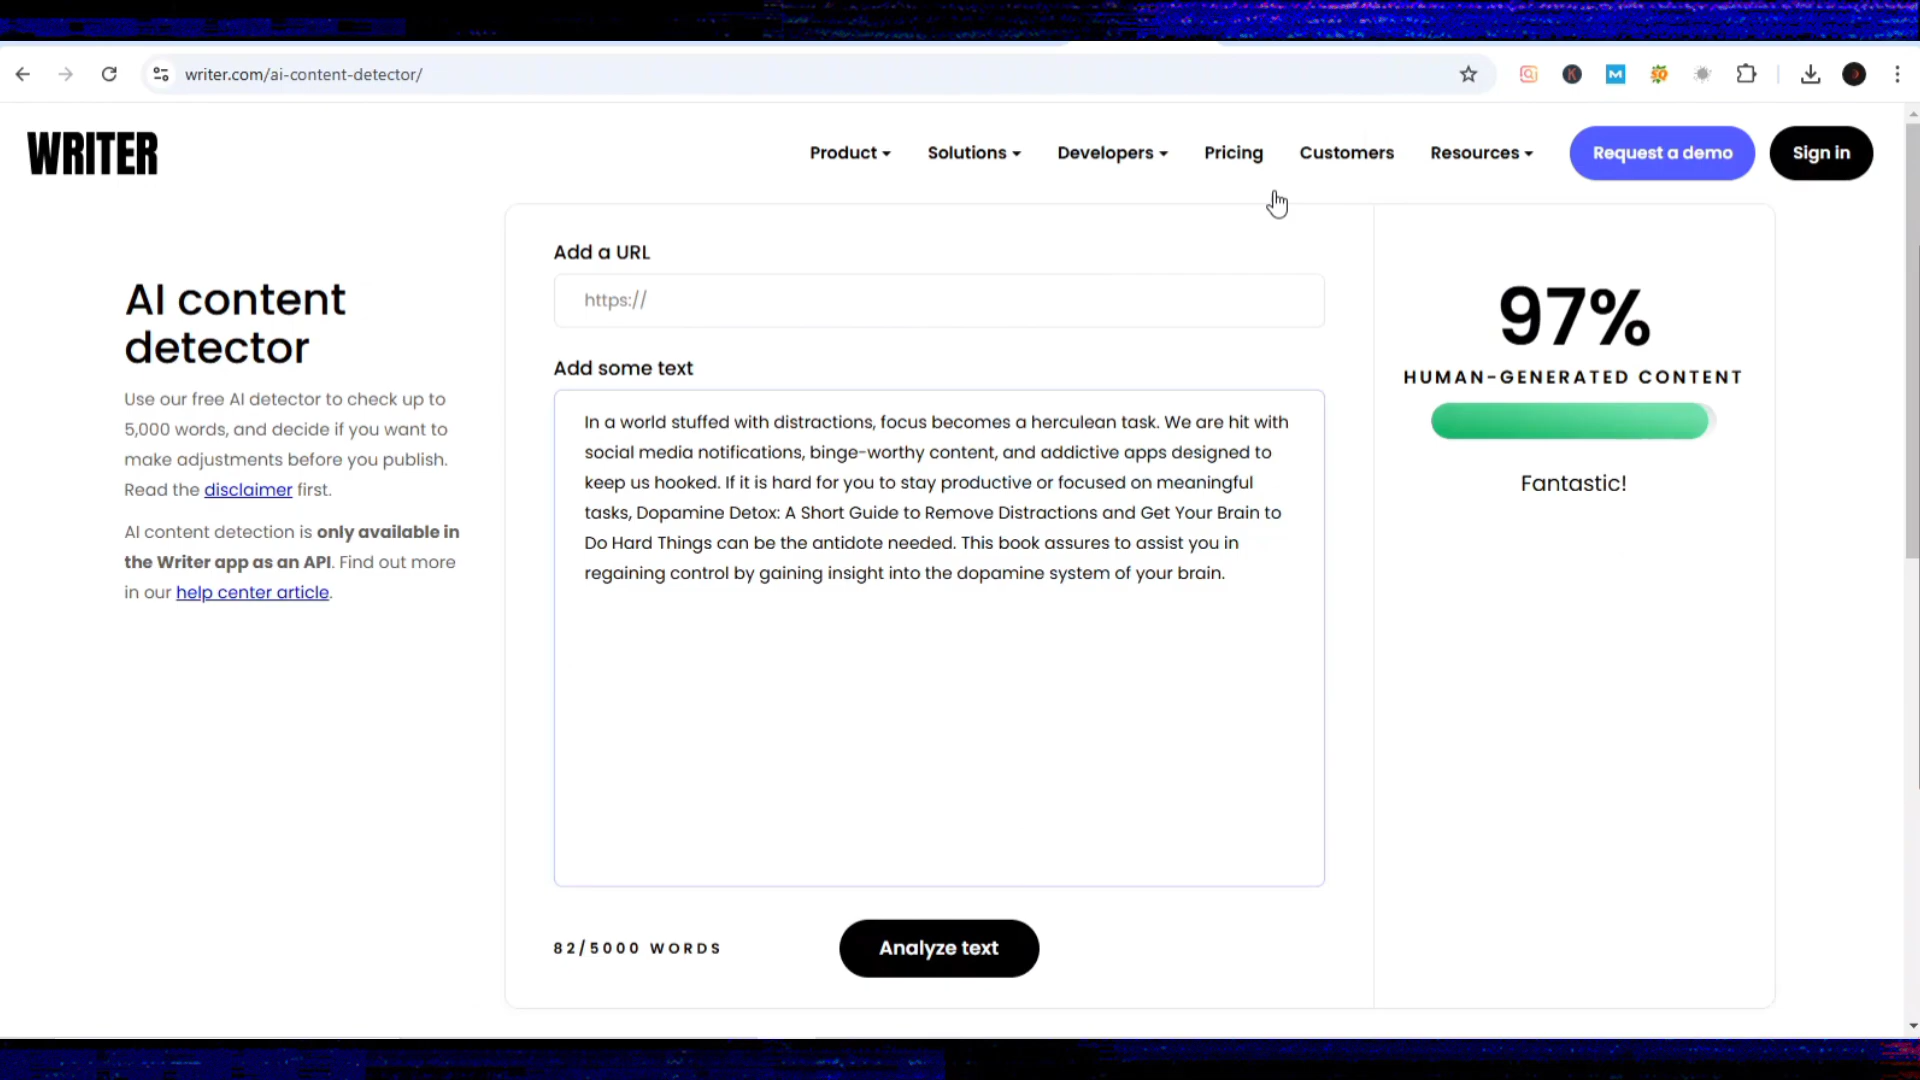 writer.com/ai-content-detector/
WRITER
Product
Solutions
Developers
Pricing
Customers
Resources
Request a demo
Sign in
AI content
detector
Use our free AI detector to check up to
5,000 words, and decide if you want to
make adjustments before you publish.
Read the disclaimer first.
AI content detection is only available in
the Writer app as an API. Find out more
in our help center article.
Add a URL
https://
Add some text
In a world stuffed with distractions, focus becomes a herculean task. We are hit with
social media notifications, binge-worthy content, and addictive apps designed to
keep us hooked. If it is hard for you to stay productive or focused on meaningful
tasks, Dopamine Detox: A Short Guide to Remove Distractions and Get Your Brain to
Do Hard Things can be the antidote needed. This book assures to assist you in
regaining control by gaining insight into the dopamine system of your brain.
82/5000 WORDS
Analyze text
97%
HUMAN-GENERATED CONTENT
Fantastic!